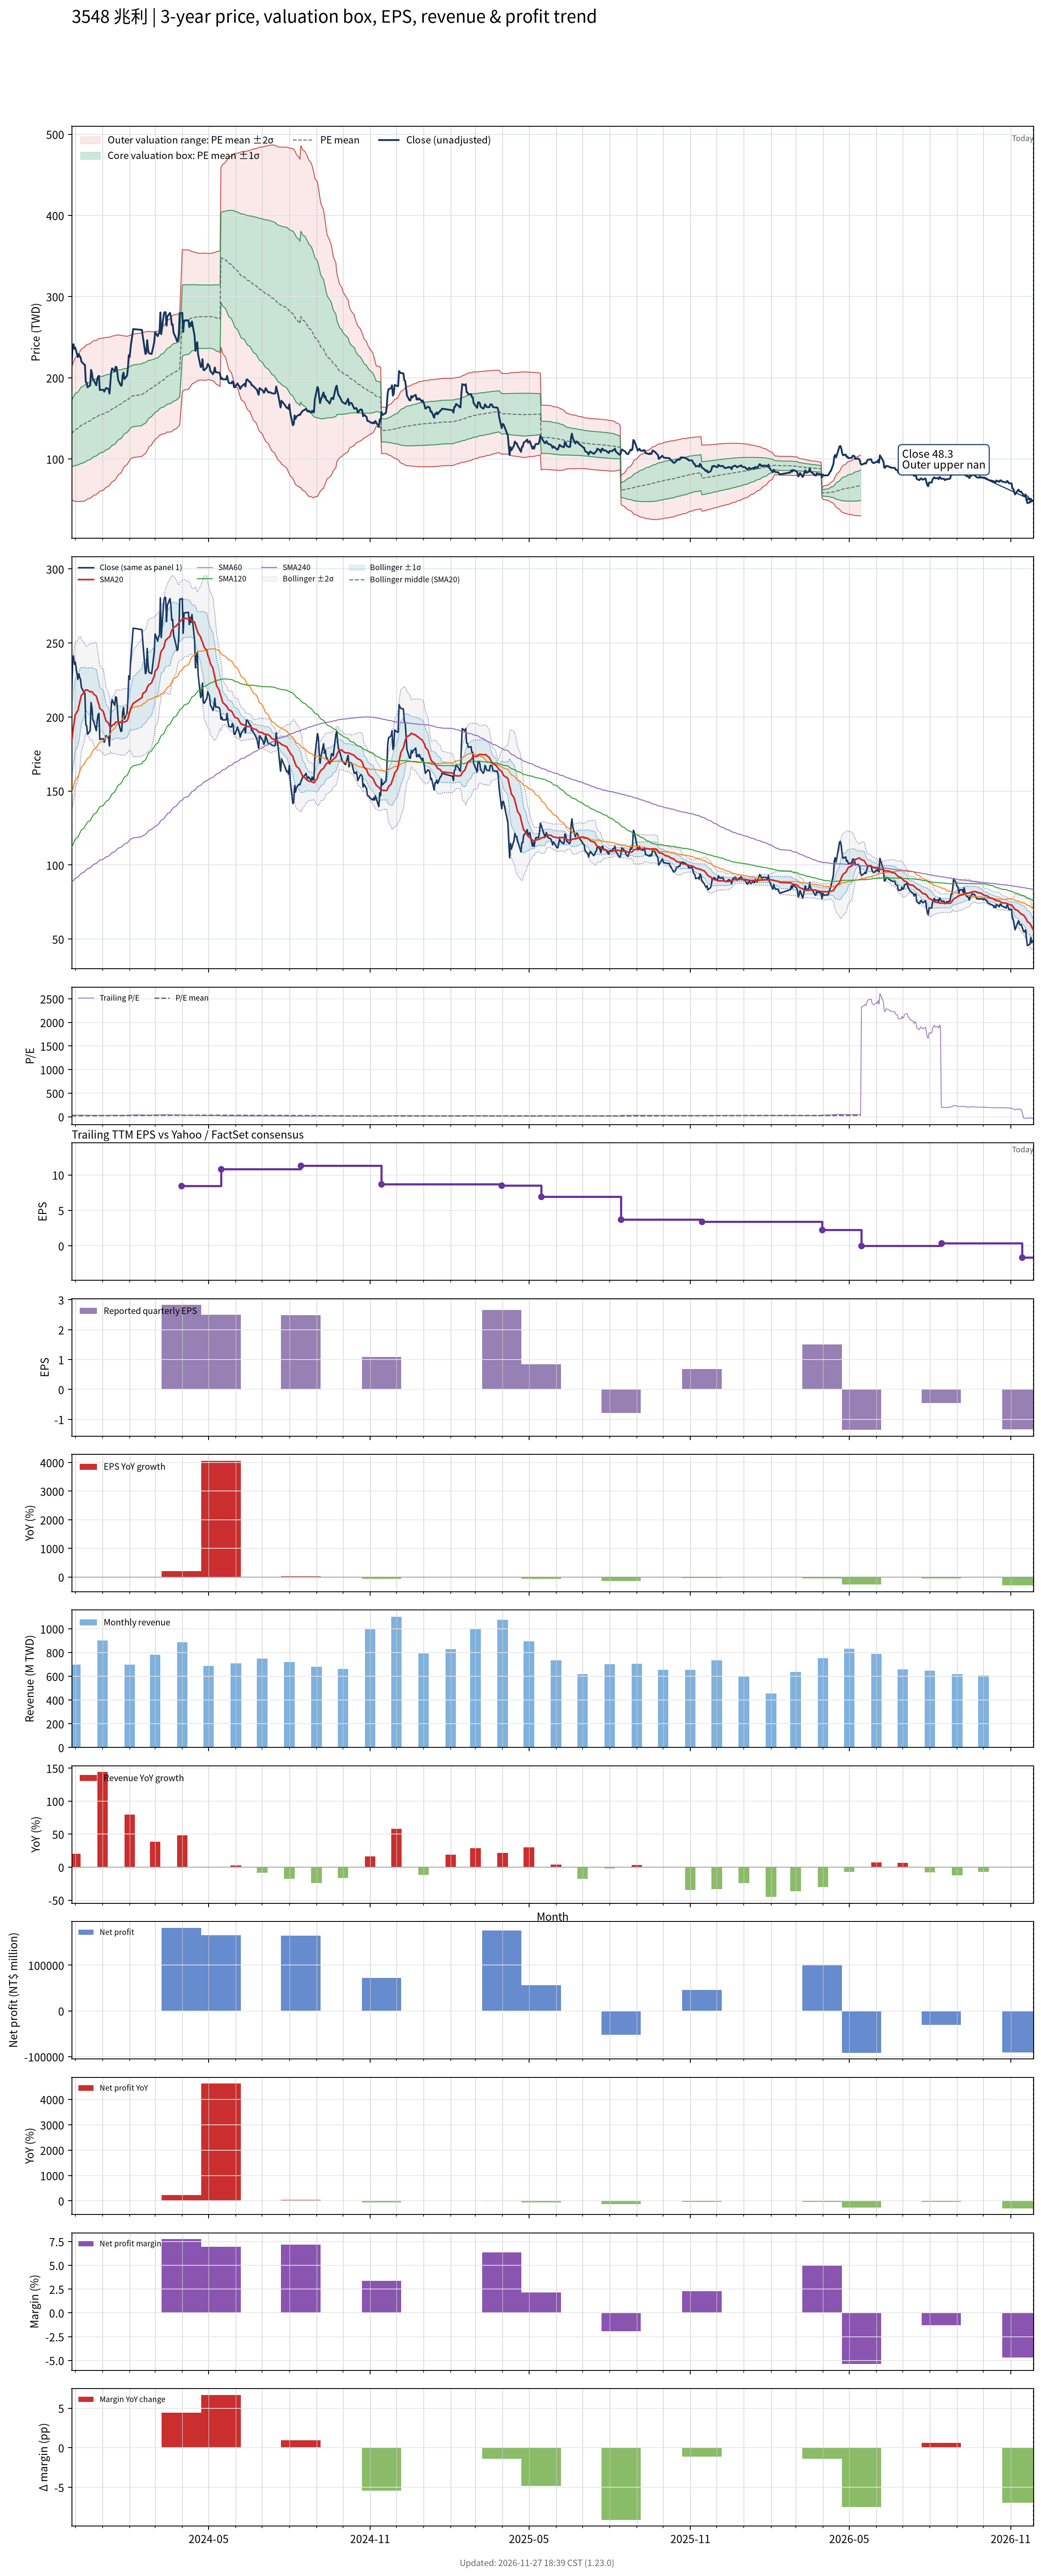 3548 兆利 | 3-year price, valuation box, EPS, revenue & profit trend
Outer valuation range: PE mean ±2σ
PE mean
Close (unadjusted)
Core valuation box: PE mean ±1σ
Today
500
400
300
200
100
Price (TWD)
Close 48.3
Outer upper nan
Close (same as panel 1)
SMA60
SMA240
Bollinger ±1σ
SMA20
SMA120
Bollinger ±2σ
Bollinger middle (SMA20)
300
250
200
150
100
50
Price
Trailing P/E
P/E mean
2500
2000
1500
1000
500
0
P/E
Trailing TTM EPS vs Yahoo / FactSet consensus
Today
10
5
0
EPS
Reported quarterly EPS
3
2
1
0
-1
EPS
EPS YoY growth
4000
3000
2000
1000
0
YoY (%)
Monthly revenue
1000
800
600
400
200
0
Revenue (M TWD)
Revenue YoY growth
150
100
50
0
-50
YoY (%)
Month
Net profit
100000
0
-100000
Net profit (NT$ million)
Net profit YoY
4000
3000
2000
1000
0
YoY (%)
Net profit margin
7.5
5.0
2.5
0.0
-2.5
-5.0
Margin (%)
Margin YoY change
5
0
-5
Δ margin (pp)
2024-05
2024-11
2025-05
2025-11
2026-05
2026-11
Updated: 2026-11-27 18:39 CST (1.23.0)